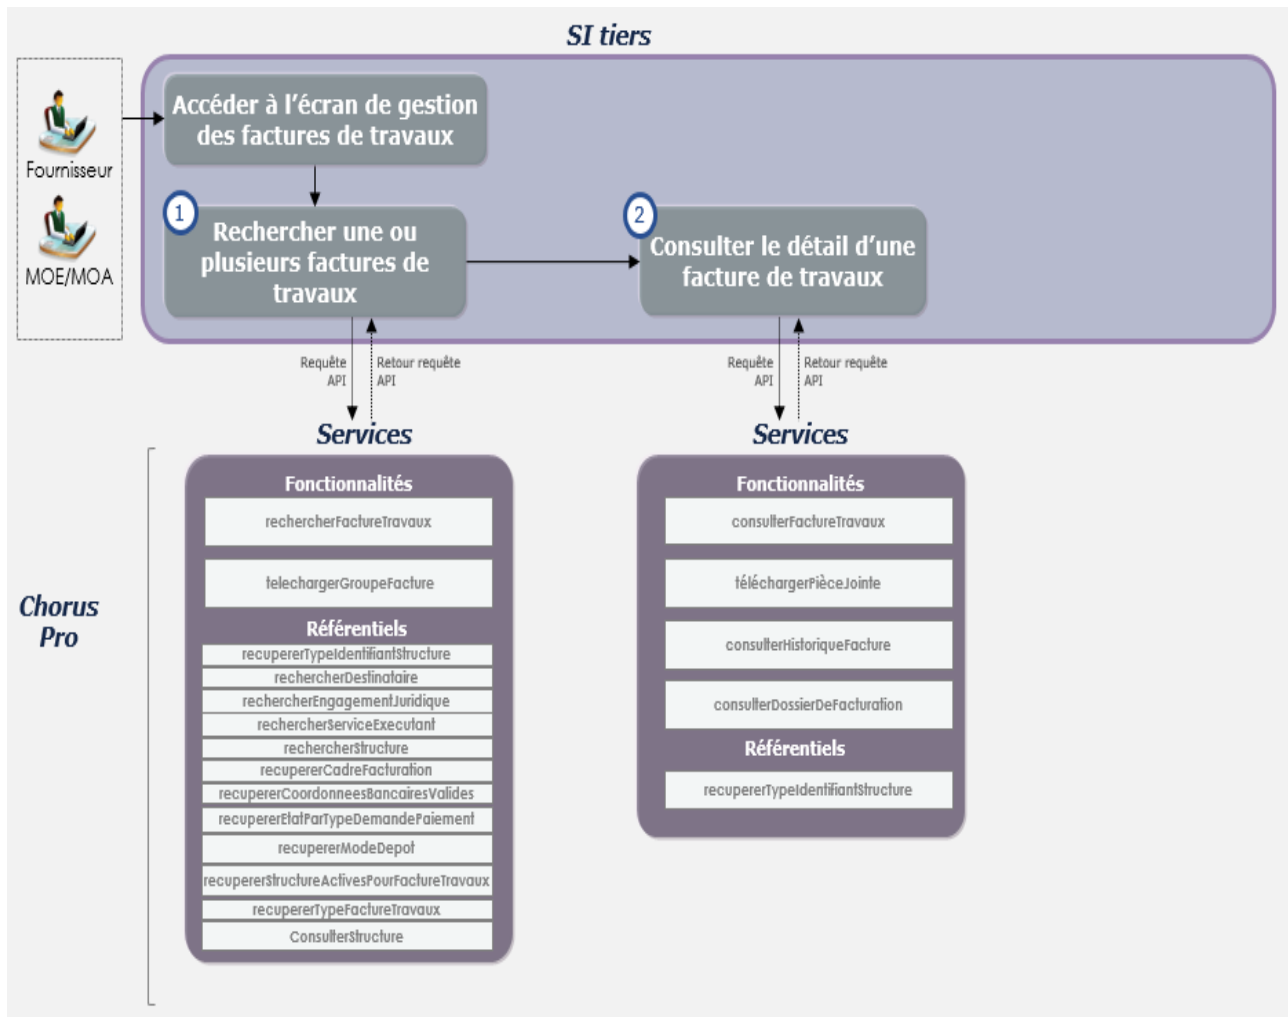 SI tiers
Fournisseur
MOE/MOA
Accéder à l'écran de gestion
des factures de travaux
1
Rechercher une ou
plusieurs factures de
travaux
2
Consulter le détail d'une
facture de travaux
Requête
API
Retour requête
API
Requête
API
Retour requête
API
Chorus
Pro
Services
Fonctionnalités
rechercherFactureTravaux
telechargerGroupeFacture
Référentiels
recupererTypeIdentifiantStructure
rechercherDestinataire
rechercherEngagementJuridique
rechercherServiceExecutant
rechercherStructure
recupererCadreFacturation
recupererCoordonneesBancairesValides
recupererEtatParTypeDemandePaiement
recupererModeDepot
recupererStructureActivesPourFactureTravaux
recupererTypeFactureTravaux
ConsulterStructure
Services
Fonctionnalités
consulterFactureTravaux
téléchargerPièceJointe
consulterHistoriqueFacture
consulterDossierDeFacturation
Référentiels
recupererTypeIdentifiantStructure